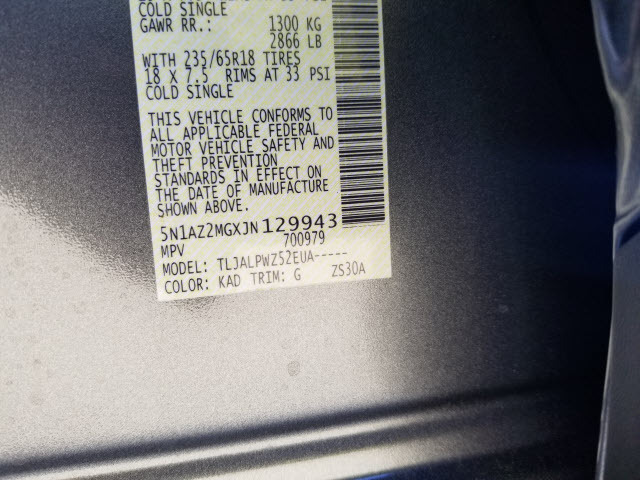 COLD SINGLE
GAWR RR.: 1300 KG
2866 LB
WITH 235/65R18 TIRES
18 X 7.5 RIMS AT 33 PSI
COLD SINGLE
THIS VEHICLE CONFORMS TO
ALL APPLICABLE FEDERAL
MOTOR VEHICLE SAFETY AND
THEFT PREVENTION
STANDARDS IN EFFECT ON
THE DATE OF MANUFACTURE
SHOWN ABOVE.
5N1AZ2MGXJN129943
MPV 700979
MODEL: TLJALPWZ52EUA-----
COLOR: KAD TRIM: G ZS30A